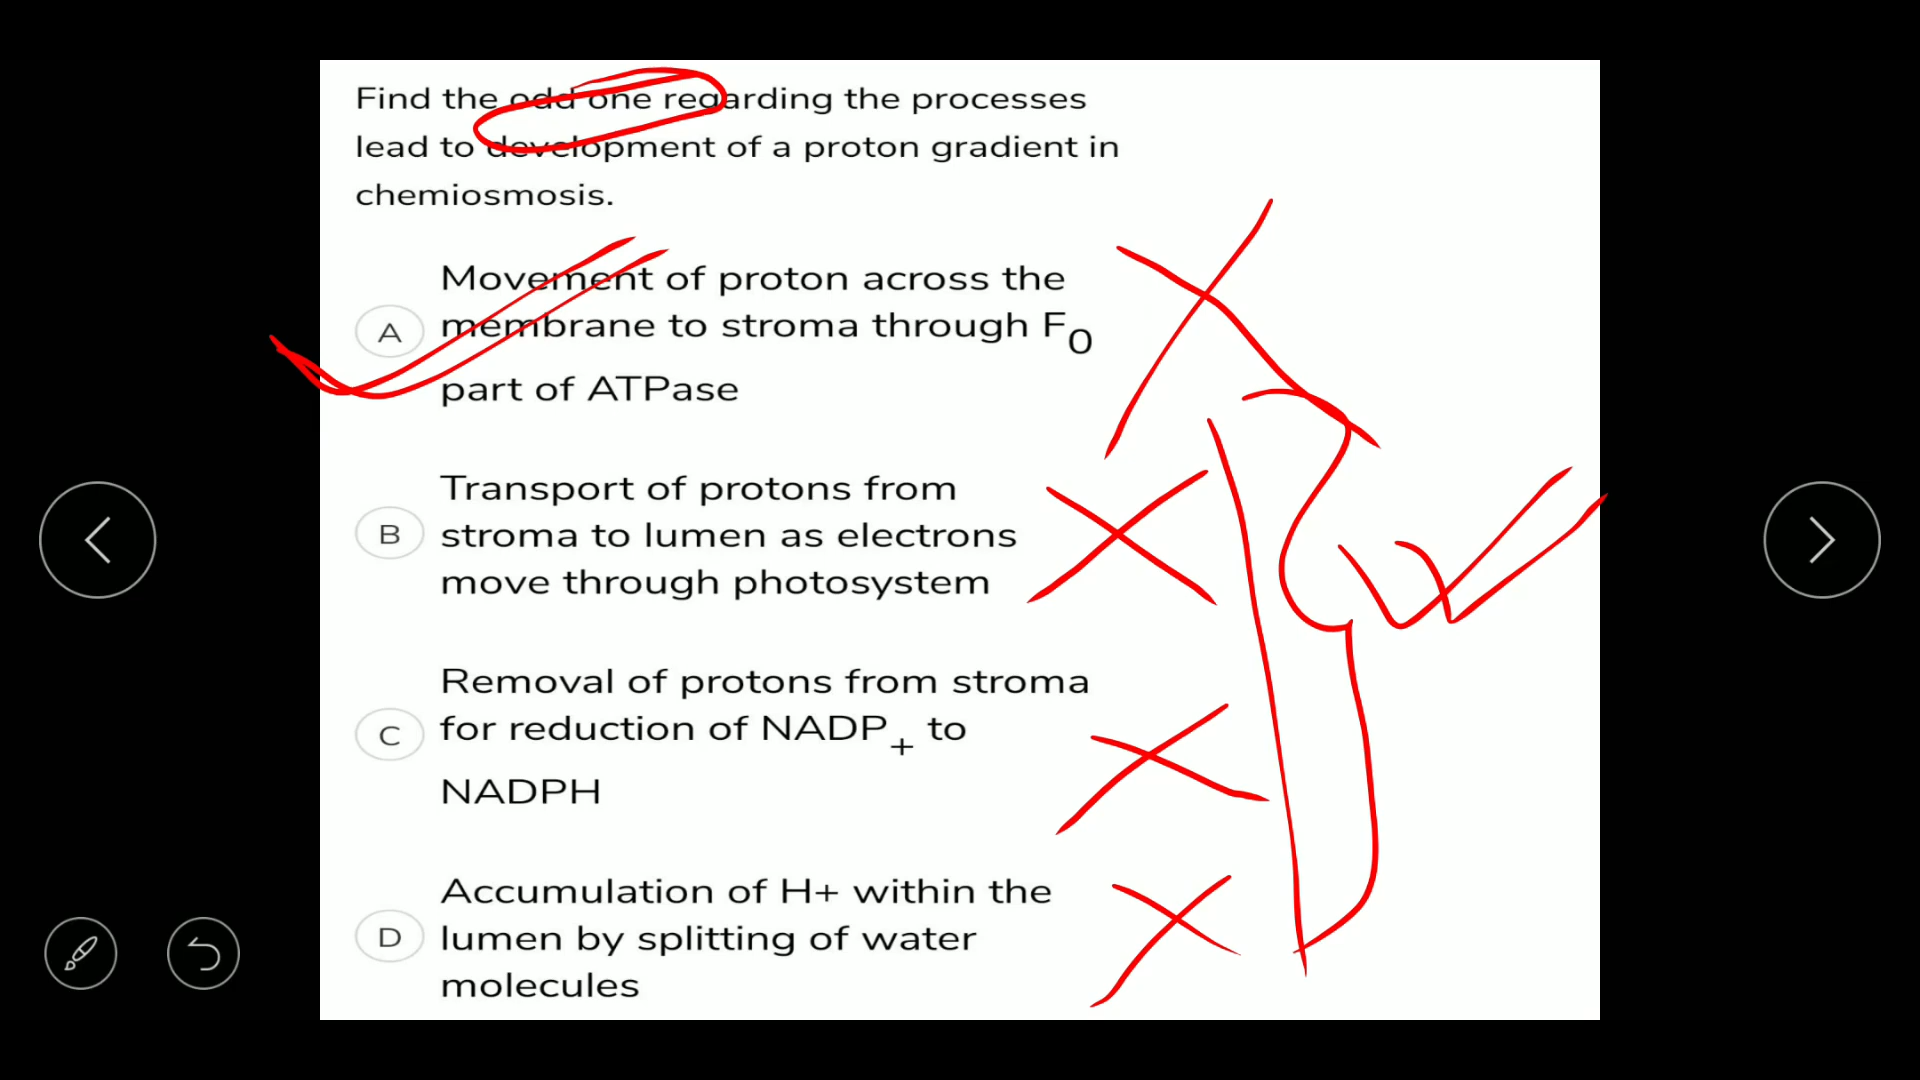 Find the odd one regarding the processes
lead to development of a proton gradient in
chemiosmosis.
A
Movement of proton across the
membrane to stroma through F0
part of ATPase
B
Transport of protons from
stroma to lumen as electrons
move through photosystem
C
Removal of protons from stroma
for reduction of NADP+ to
NADPH
D
Accumulation of H+ within the
lumen by splitting of water
molecules